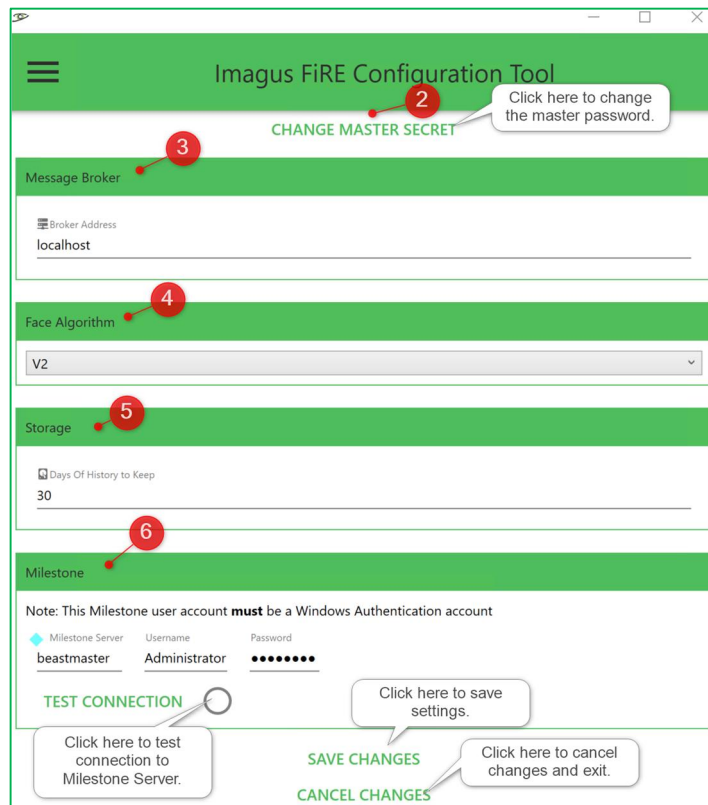 Imagus FiRE Configuration Tool
2
Click here to change
the master password.
CHANGE MASTER SECRET
3
Message Broker
Broker Address
localhost
4
Face Algorithm
V2
5
Storage
Days Of History to Keep
30
6
Milestone
Note: This Milestone user account must be a Windows Authentication account
Milestone Server Username Password
beastmaster Administrator ●●●●●●●●
TEST CONNECTION
Click here to save
settings.
Click here to test
connection to
Milestone Server.
SAVE CHANGES
Click here to cancel
changes and exit.
CANCEL CHANGES